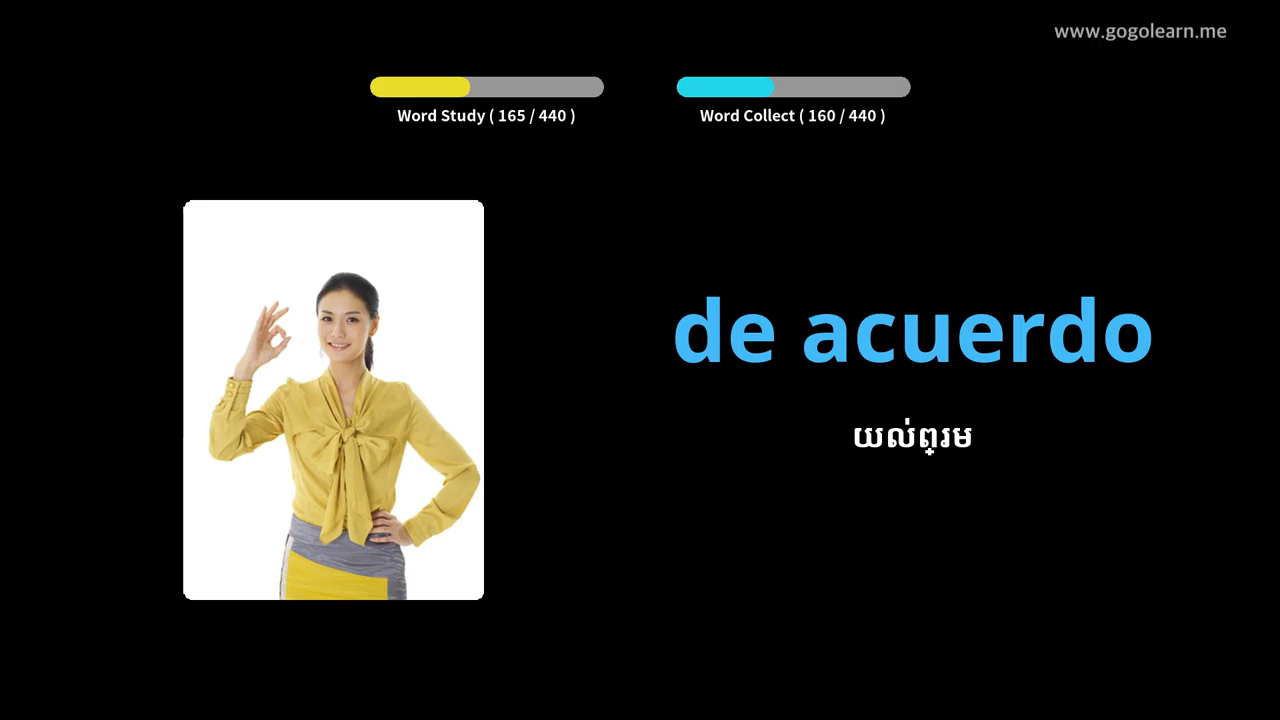 www.gogolearn.me
Word Study ( 165 / 440 )
Word Collect ( 160 / 440 )
de acuerdo
យល់ព្រម